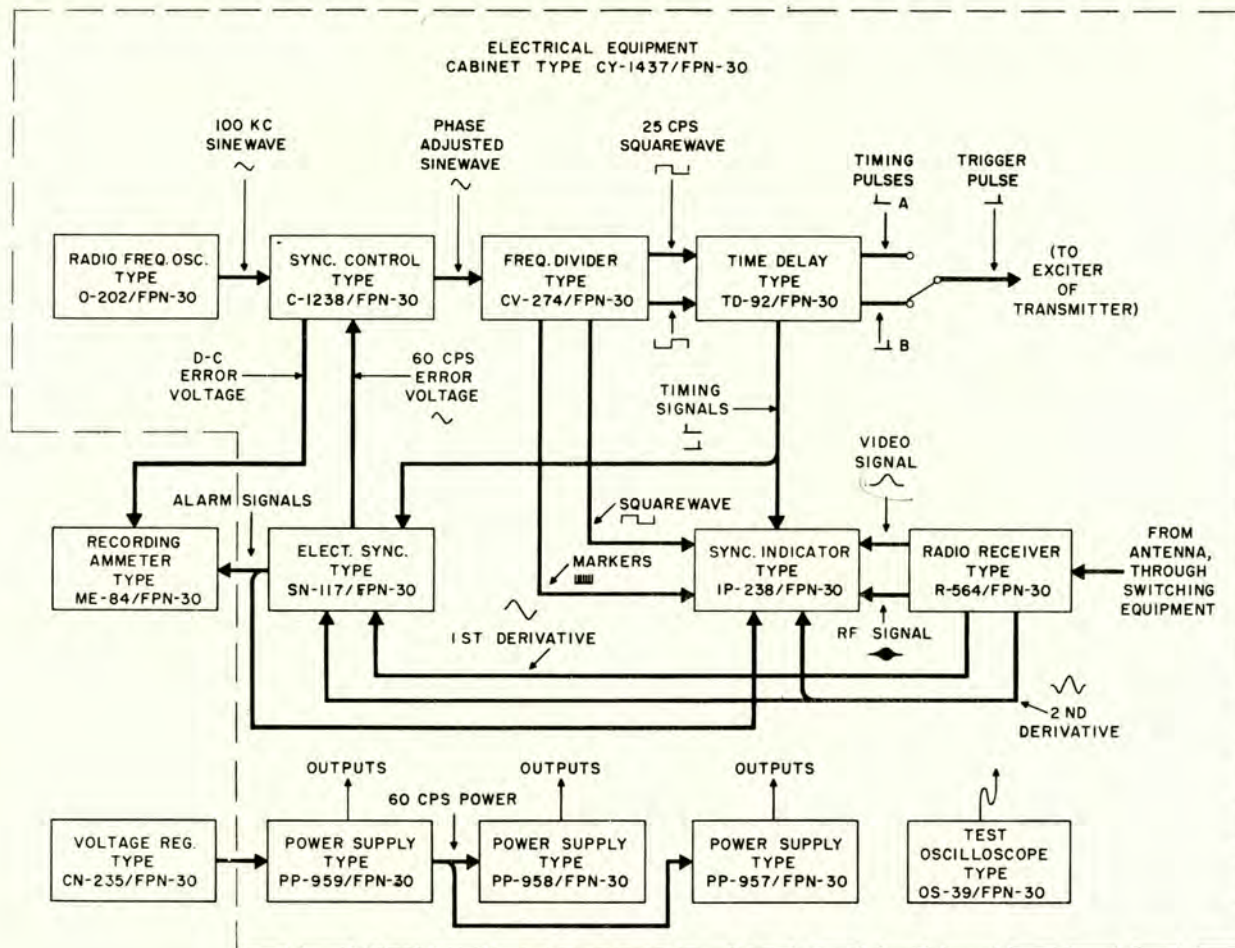 ELECTRICAL EQUIPMENT
CABINET TYPE CY-1437/FPN-30
100 KC
SINEWAVE
PHASE
ADJUSTED
SINEWAVE
25 CPS
SQUAREWAVE
TIMING
PULSES
A
TRIGGER
PULSE
RADIO FREQ. OSC.
TYPE
O-202/FPN-30
SYNC. CONTROL
TYPE
C-1238/FPN-30
FREQ. DIVIDER
TYPE
CV-274/FPN-30
TIME DELAY
TYPE
TD-92/FPN-30
(TO
EXCITER
OF
TRANSMITTER)
B
D-C
ERROR
VOLTAGE
60 CPS
ERROR
VOLTAGE
TIMING
SIGNALS
VIDEO
SIGNAL
ALARM SIGNALS
SQUAREWAVE
MARKERS
RECORDING
AMMETER
TYPE
ME-84/FPN-30
ELECT. SYNC.
TYPE
SN-117/FPN-30
SYNC. INDICATOR
TYPE
IP-238/FPN-30
RADIO RECEIVER
TYPE
R-564/FPN-30
FROM
ANTENNA,
THROUGH
SWITCHING
EQUIPMENT
1 ST DERIVATIVE
RF SIGNAL
2 ND
DERIVATIVE
OUTPUTS
OUTPUTS
OUTPUTS
60 CPS POWER
VOLTAGE REG.
TYPE
CN-235/FPN-30
POWER SUPPLY
TYPE
PP-959/FPN-30
POWER SUPPLY
TYPE
PP-958/FPN-30
POWER SUPPLY
TYPE
PP-957/FPN-30
TEST
OSCILLOSCOPE
TYPE
OS-39/FPN-30